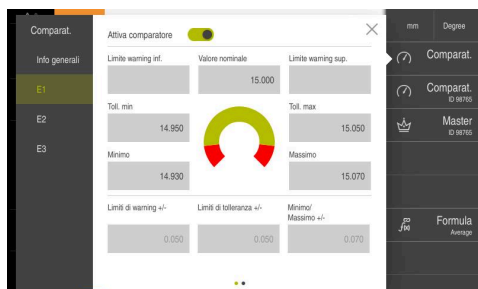 Comparat.
Info generali
E1
E2
E3
Attiva comparatore
Limite warning inf.
Valore nominale
Limite warning sup.
15.000
Toll. min
Toll. max
14.950
15.050
Minimo
Massimo
14.930
15.070
Limiti di warning +/-
Limiti di tolleranza +/-
Minimo/
Massimo +/-
0.050
0.050
0.070
mm
Degree
Comparat.
Comparat.
ID 98765
Master
ID 98765
f(x)
Formula
Average